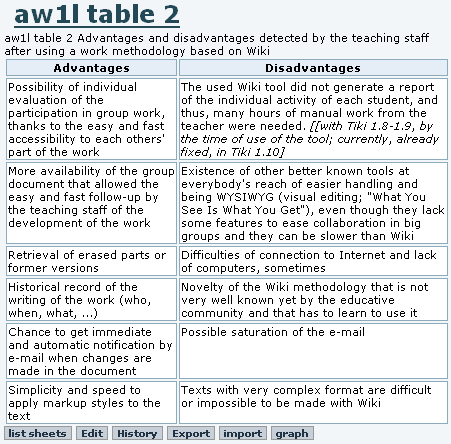 aw1l table 2
aw1l table 2 Advantages and disadvantages detected by the teaching staff
after using a work methodology based on Wiki
Advantages
Disadvantages
Possibility of individual
evaluation of the
participation in group work,
thanks to the easy and fast
accessibility to each others'
part of the work
The used Wiki tool did not generate a report
of the individual activity of each student, and
thus, many hours of manual work from the
teacher were needed. [[with Tiki 1.8-1.9, by
the time of use of the tool; currently, already
fixed, in Tiki 1.10]
More availability of the group
document that allowed the
easy and fast follow-up by
the teaching staff of the
development of the work
Existence of other better known tools at
everybody's reach of easier handling and
being WYSIWYG (visual editing; "What You
See Is What You Get"), even though they lack
some features to ease collaboration in big
groups and they can be slower than Wiki
Retrieval of erased parts or
former versions
Difficulties of connection to Internet and lack
of computers, sometimes
Historical record of the
writing of the work (who,
when, what, ...)
Novelty of the Wiki methodology that is not
very well known yet by the educative
community and that has to learn to use it
Chance to get immediate
and automatic notification by
e-mail when changes are
made in the document
Possible saturation of the e-mail
Simplicity and speed to
apply markup styles to the
text
Texts with very complex format are difficult
or impossible to be made with Wiki
list sheets Edit History Export import graph